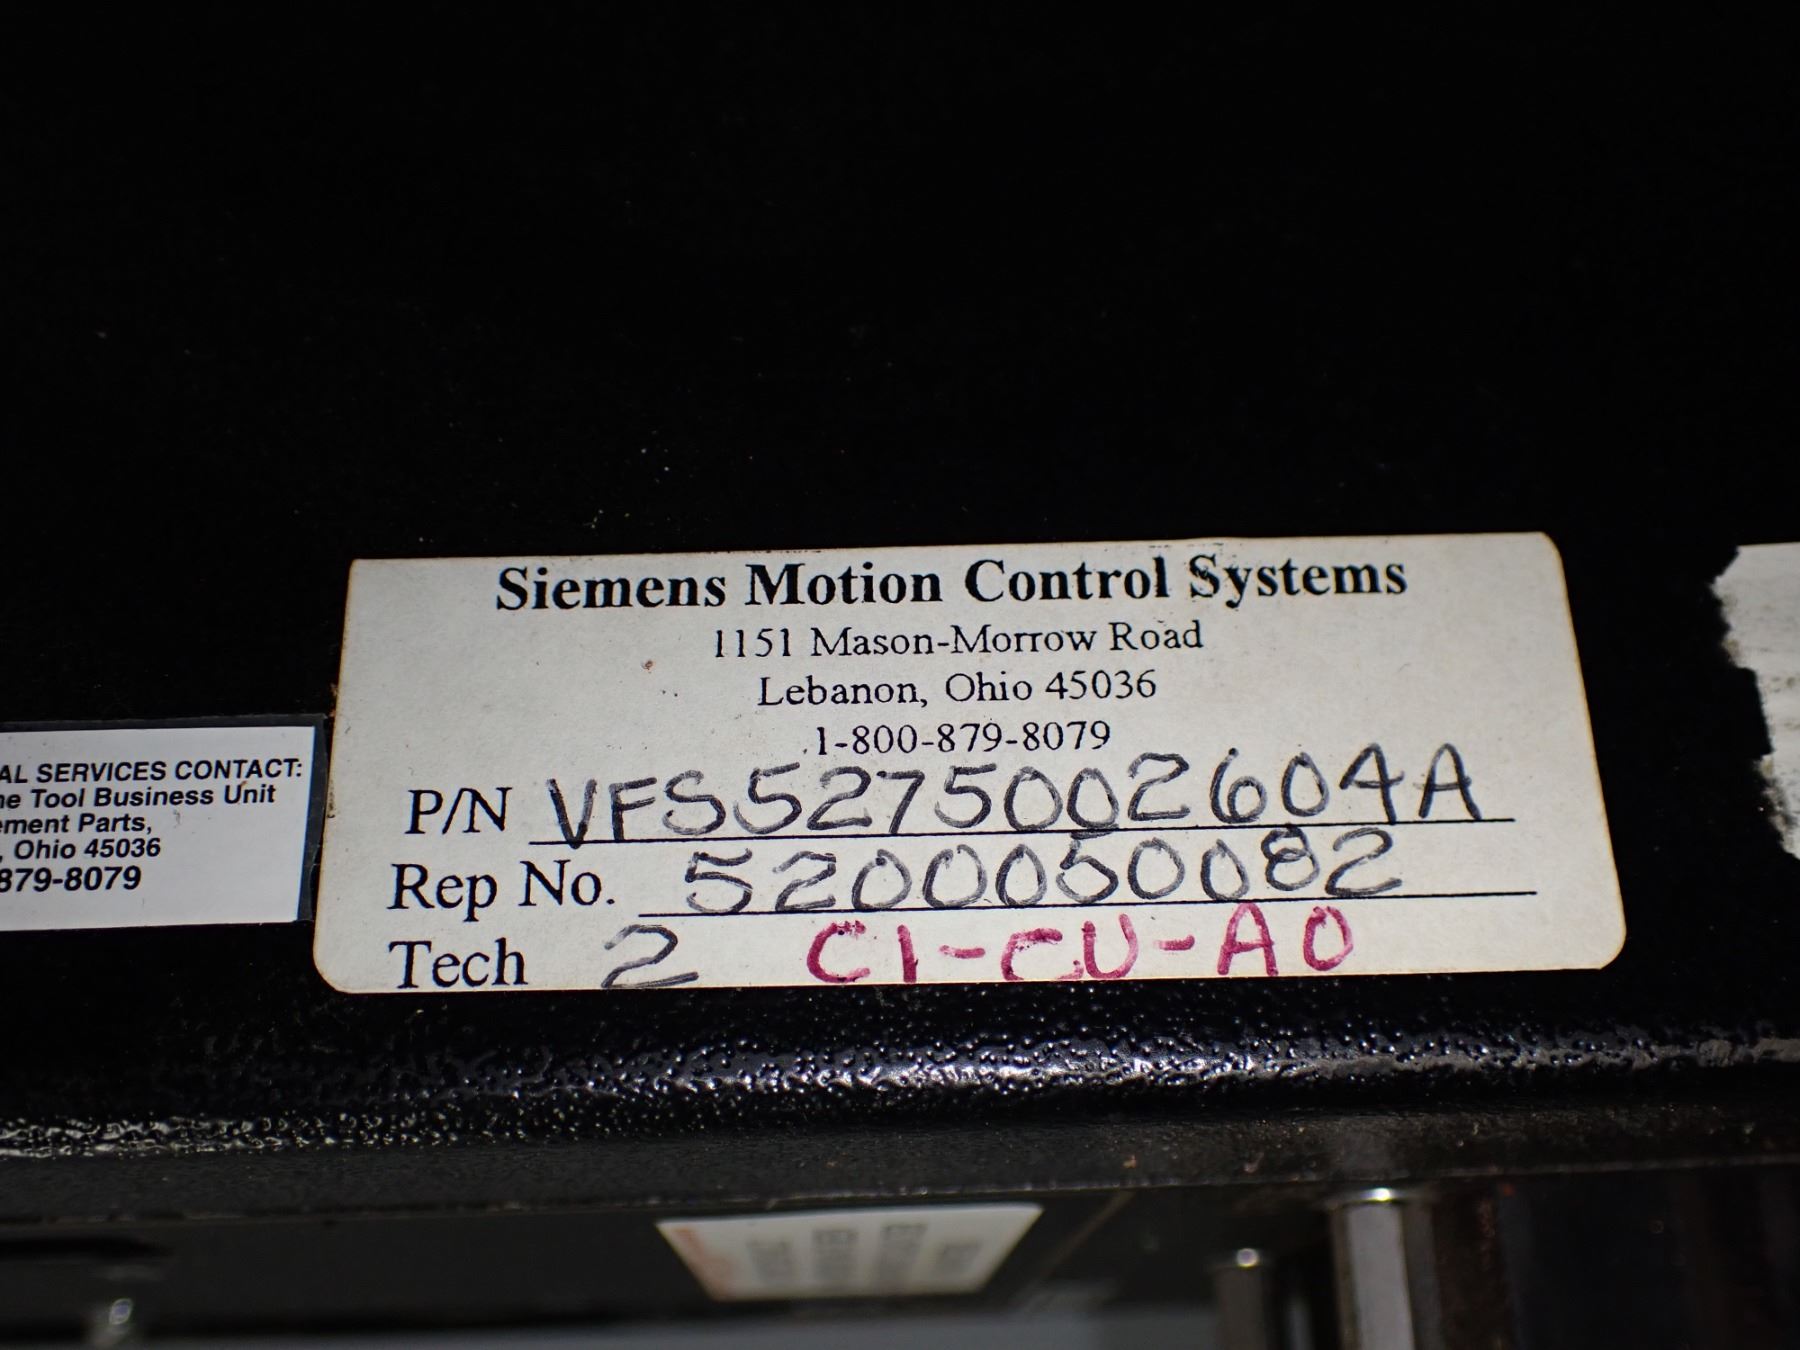 Siemens Motion Control Systems
1151 Mason-Morrow Road
Lebanon, Ohio 45036
1-800-879-8079
P/N VFS5275002604A
Rep No. 5200050082
Tech 2 C1-CU-A0
AL SERVICES CONTACT:
ne Tool Business Unit
ement Parts,
, Ohio 45036
879-8079